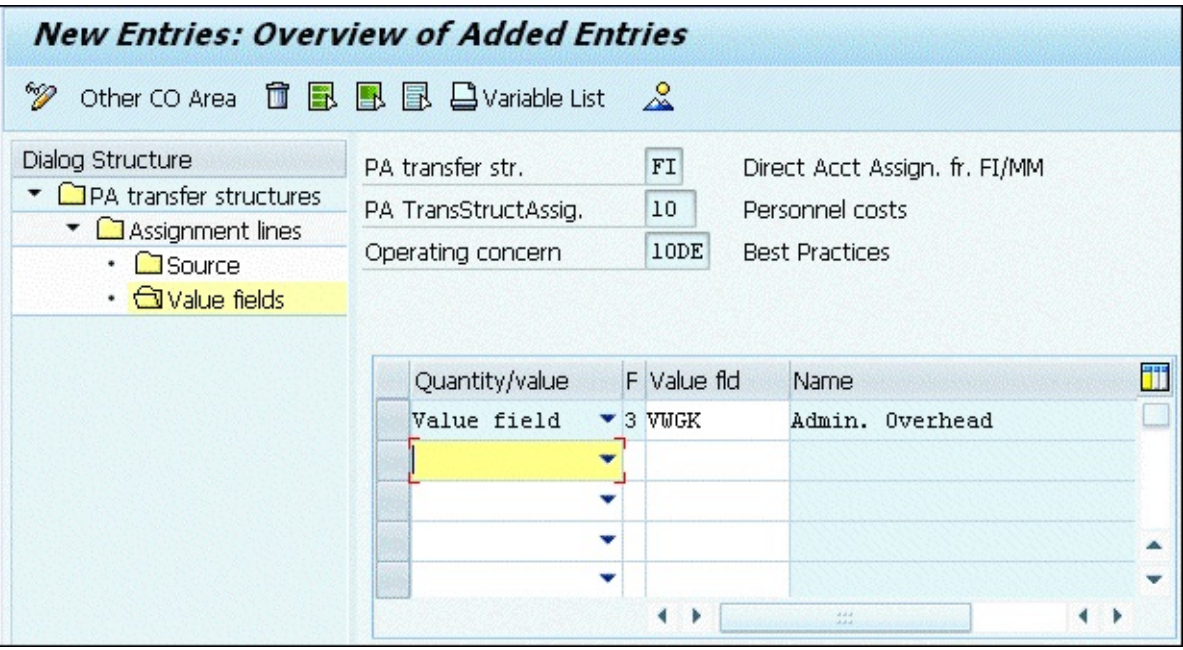 New Entries: Overview of Added Entries
Other CO Area Variable List
Dialog Structure
PA transfer structures
Assignment lines
Source
Value fields
PA transfer str. FI Direct Acct Assign. fr. FI/MM
PA TransStructAssig. 10 Personnel costs
Operating concern 10DE Best Practices
Quantity/value F Value fld Name
Value field 3 VWGK Admin. Overhead